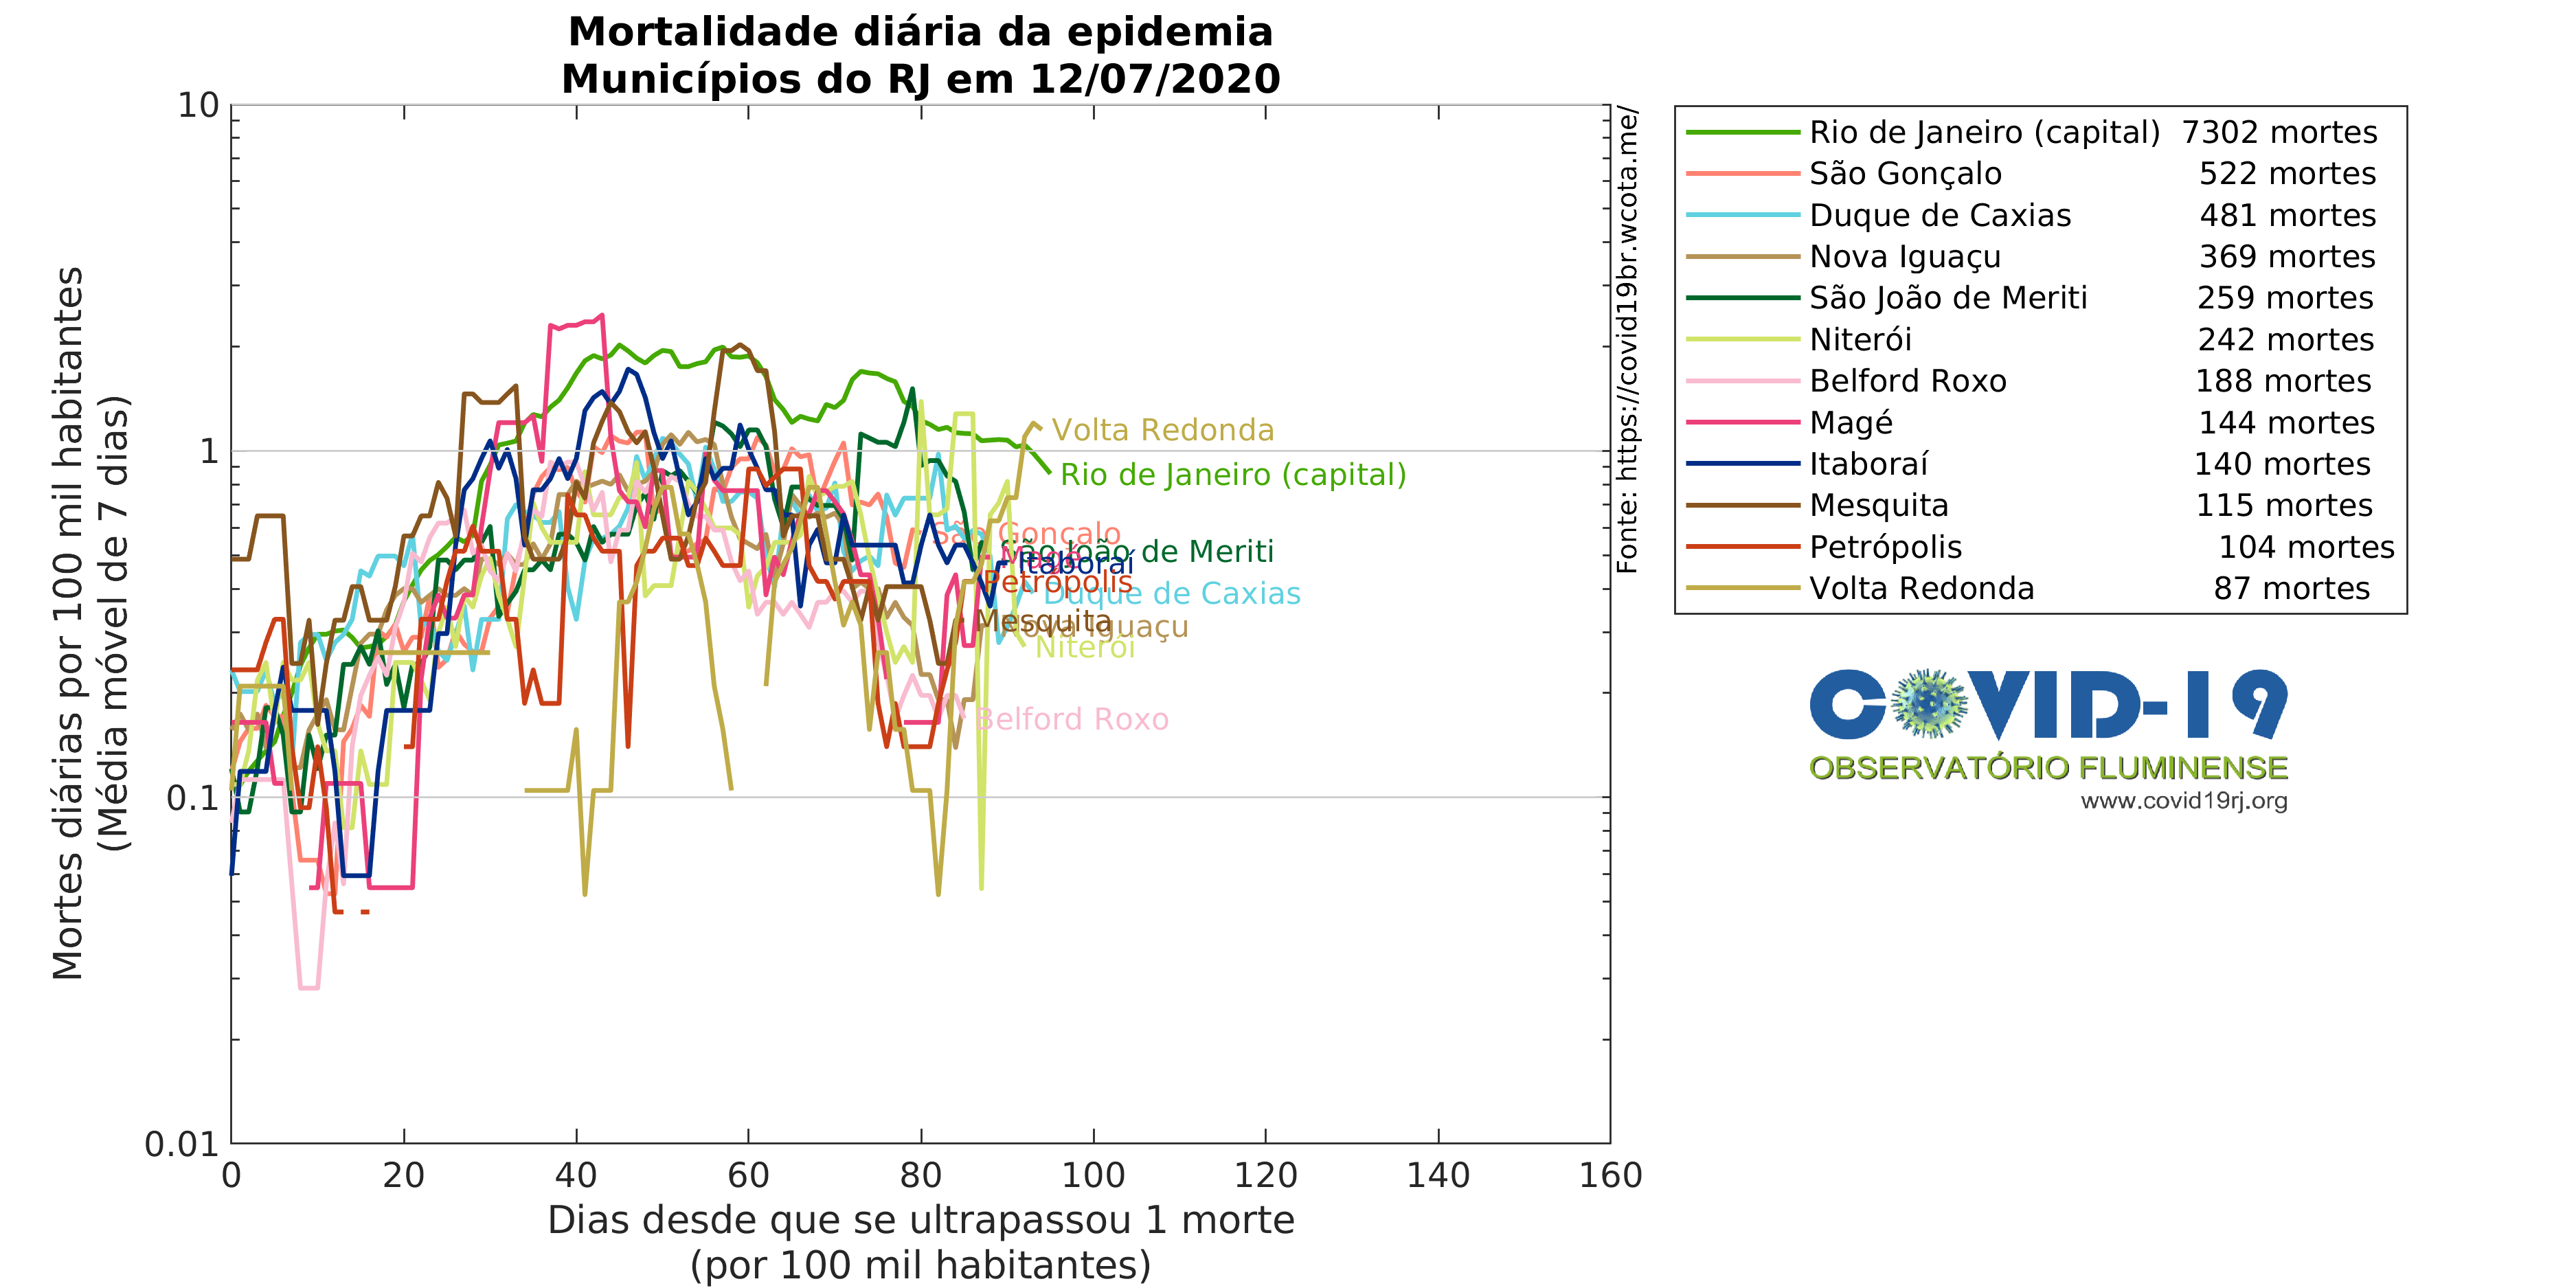 Mortalidade diária da epidemia
Municípios do RJ em 12/07/2020
Mortes diárias por 100 mil habitantes
(Média móvel de 7 dias)
10
1
0.1
0.01
0 20 40 60 80 100 120 140 160
Dias desde que se ultrapassou 1 morte
(por 100 mil habitantes)
Volta Redonda
Rio de Janeiro (capital)
São Gonçalo
São João de Meriti
Magé
Itaboraí
Petrópolis
Duque de Caxias
Mesquita
Nova Iguaçu
Niterói
Belford Roxo
Fonte: https://covid19br.wcota.me/
Rio de Janeiro (capital) 7302 mortes
São Gonçalo 522 mortes
Duque de Caxias 481 mortes
Nova Iguaçu 369 mortes
São João de Meriti 259 mortes
Niterói 242 mortes
Belford Roxo 188 mortes
Magé 144 mortes
Itaboraí 140 mortes
Mesquita 115 mortes
Petrópolis 104 mortes
Volta Redonda 87 mortes
COVID-19
OBSERVATÓRIO FLUMINENSE
www.covid19rj.org